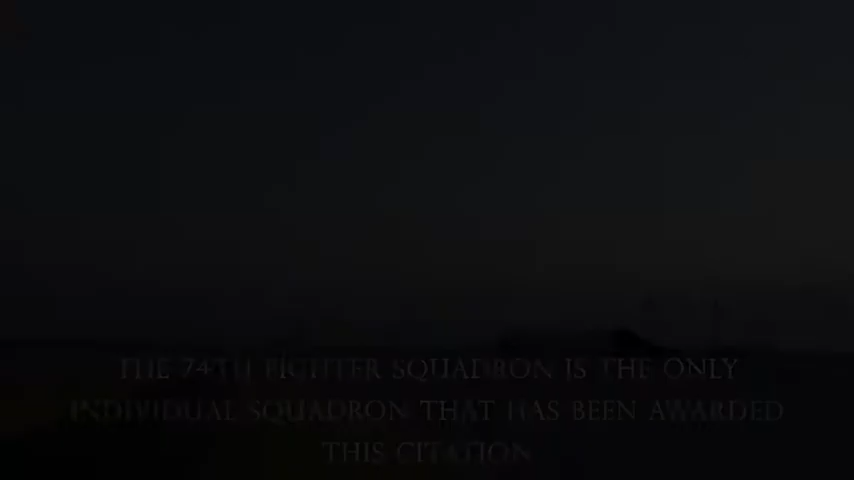 THE 74TH FIGHTER SQUADRON IS THE ONLY
INDIVIDUAL SQUADRON THAT HAS BEEN AWARDED
THIS CITATION